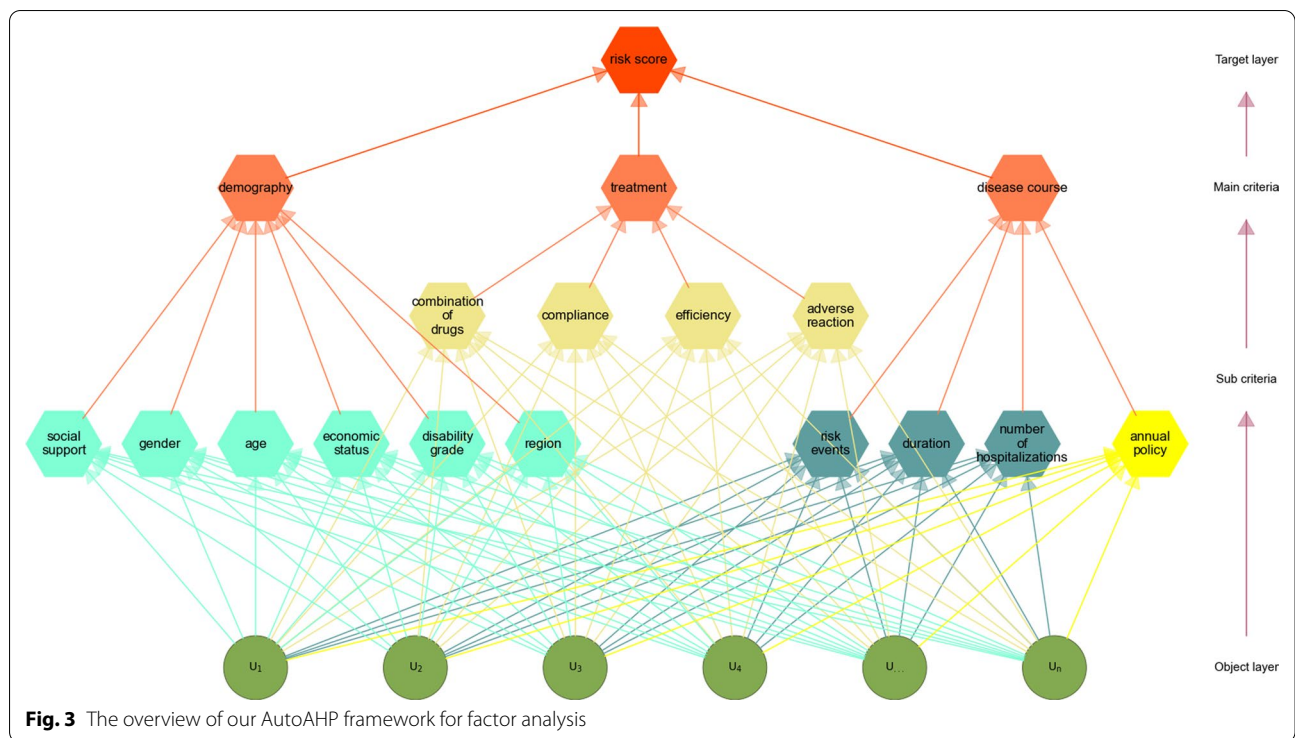 risk score
Target layer
demography
treatment
disease course
Main criteria
combination
of
drugs
compliance
efficiency
adverse
reaction
Sub criteria
social
support
gender
age
economic
status
disability
grade
region
risk
events
duration
number
of
hospitalizations
annual
policy
U₁
U₂
U₃
U₄
U...
Uₙ
Object layer
Fig. 3 The overview of our AutoAHP framework for factor analysis